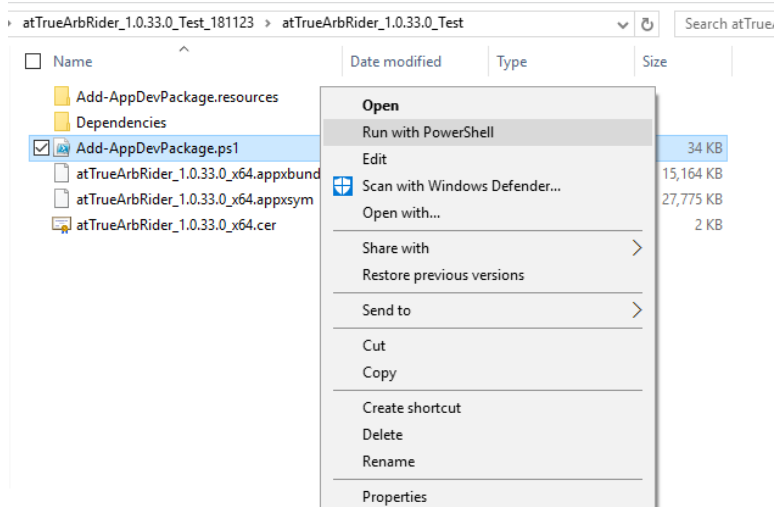 atTrueArbRider_1.0.33.0_Test_181123 > atTrueArbRider_1.0.33.0_Test
Search atTrueA
Name Date modified Type Size
Add-AppDevPackage.resources
Dependencies
Add-AppDevPackage.ps1 34 KB
atTrueArbRider_1.0.33.0_x64.appxbund 15,164 KB
atTrueArbRider_1.0.33.0_x64.appxsym 27,775 KB
atTrueArbRider_1.0.33.0_x64.cer 2 KB
Open
Run with PowerShell
Edit
Scan with Windows Defender...
Open with...
Share with
Restore previous versions
Send to
Cut
Copy
Create shortcut
Delete
Rename
Properties